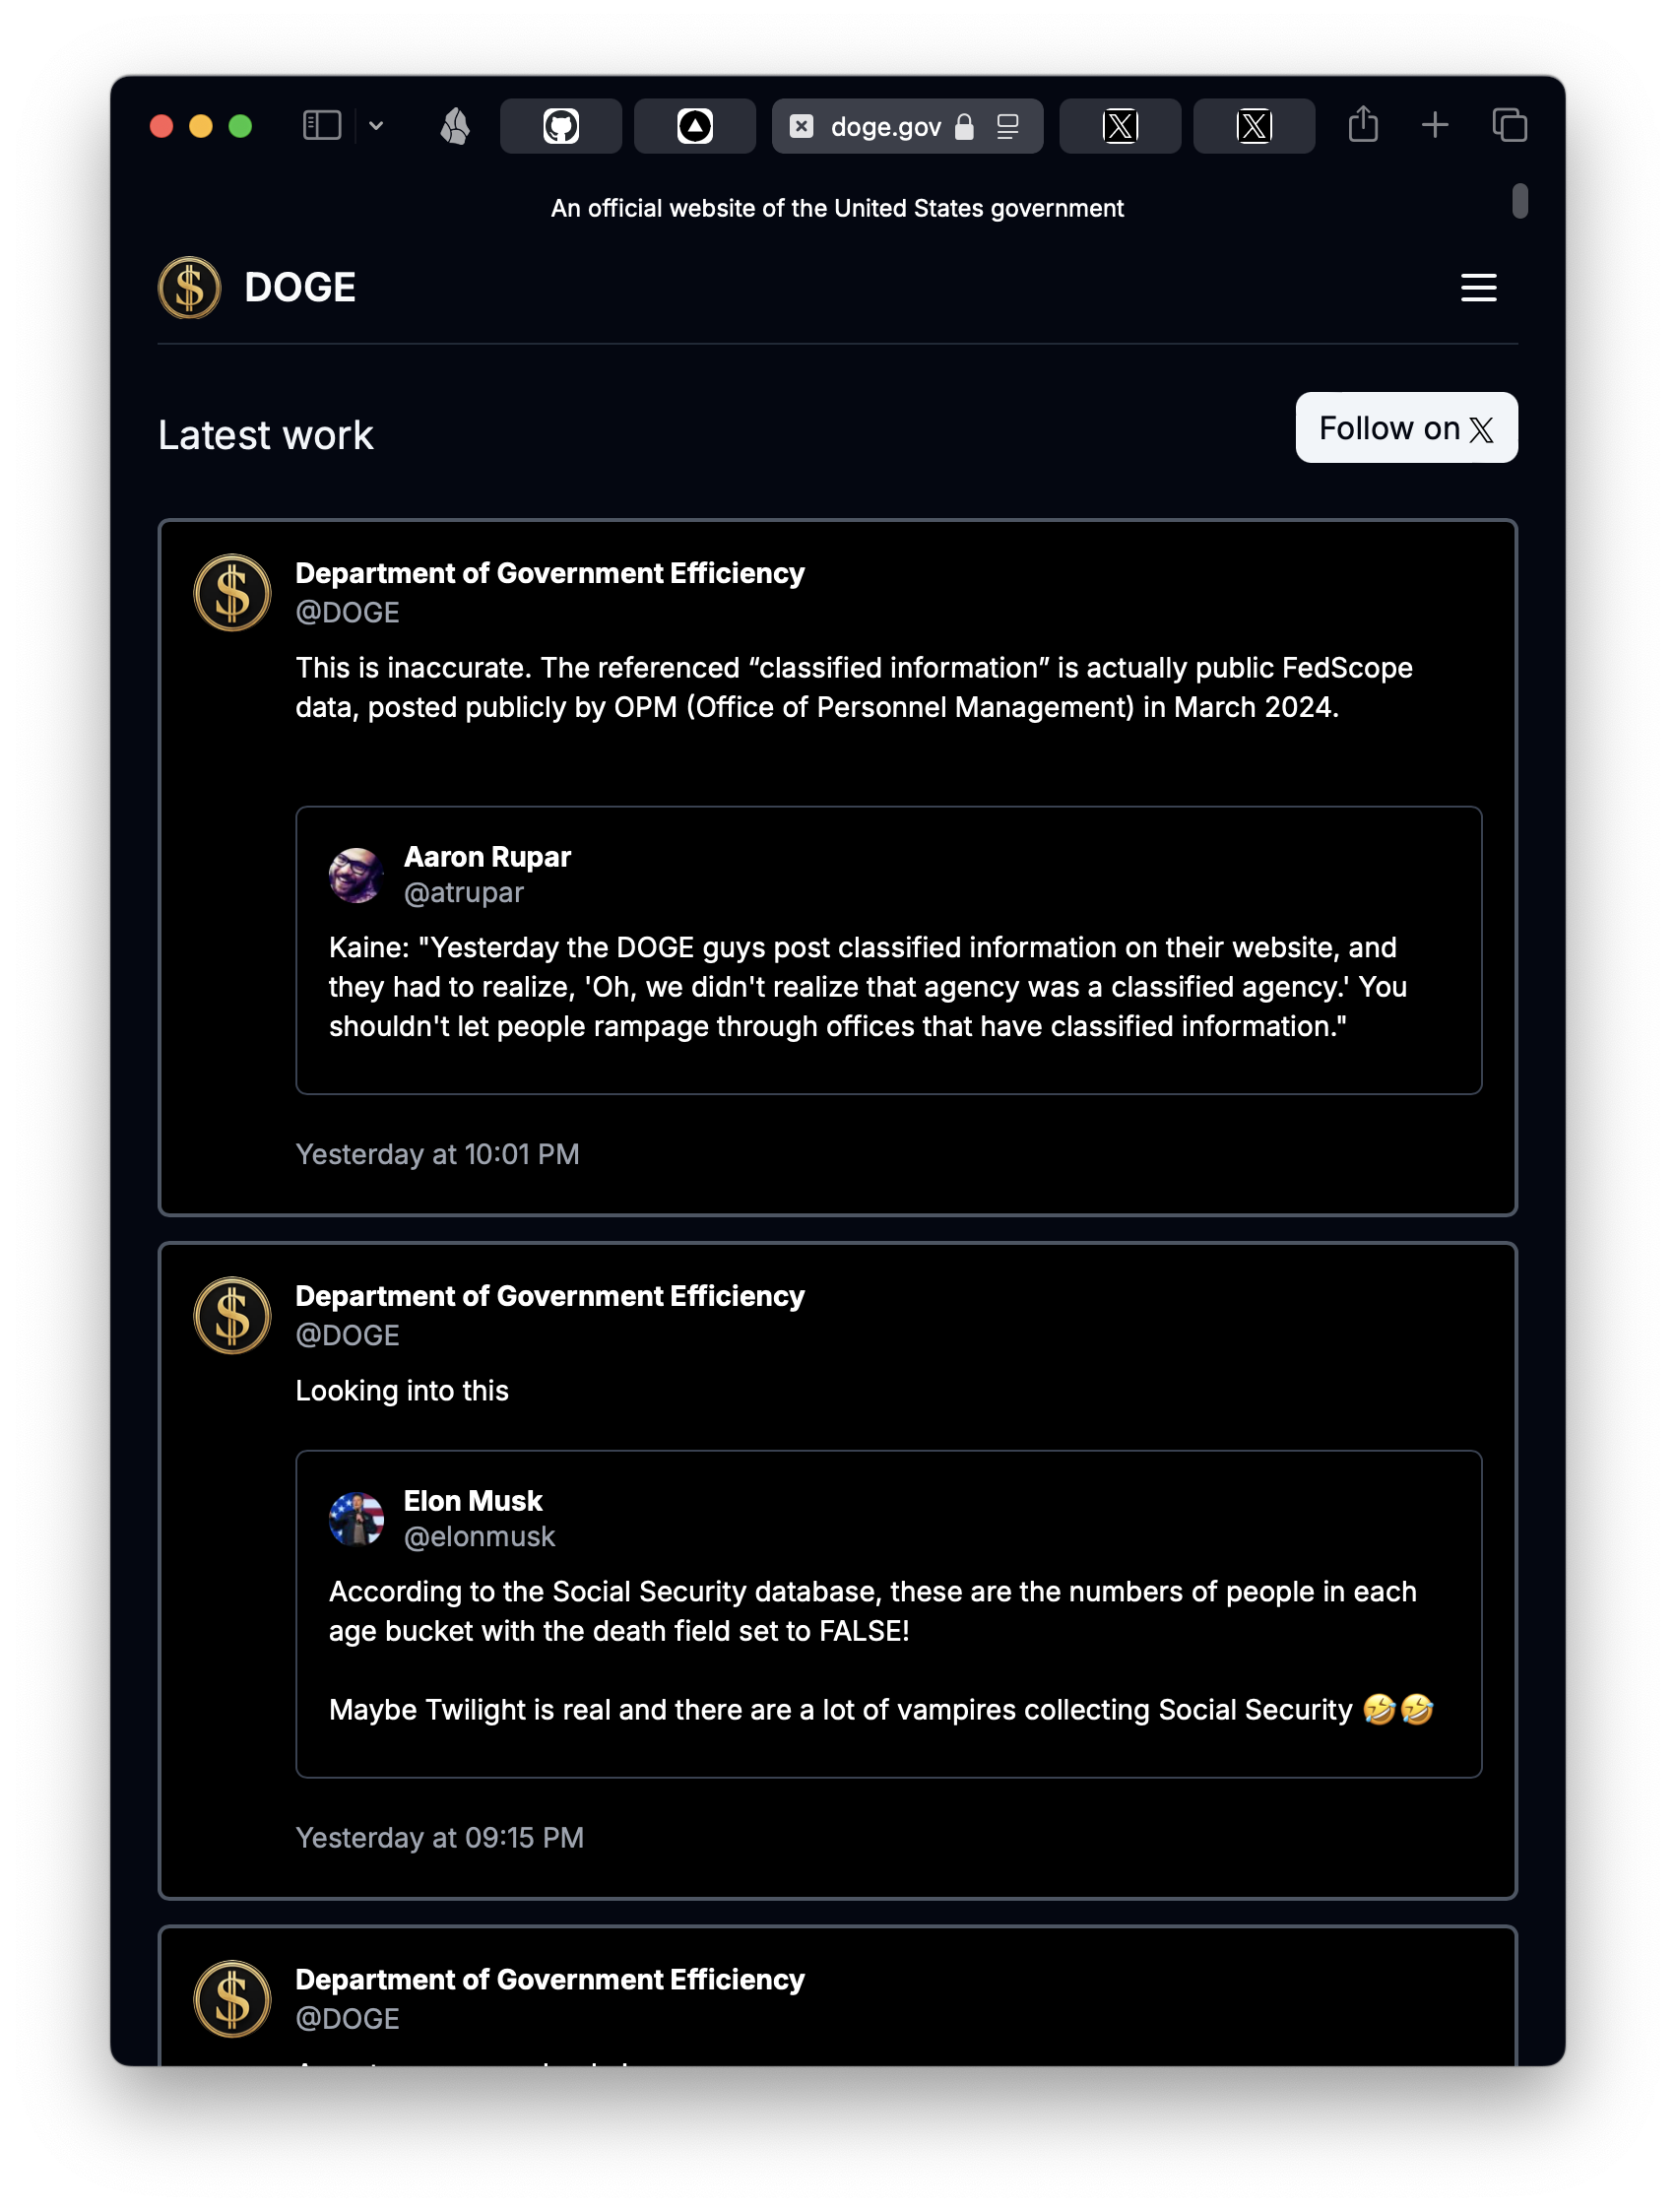 doge.gov
An official website of the United States government
DOGE
Latest work
Follow on X
Department of Government Efficiency
@DOGE
This is inaccurate. The referenced “classified information” is actually public FedScope
data, posted publicly by OPM (Office of Personnel Management) in March 2024.
Aaron Rupar
@atrupar
Kaine: "Yesterday the DOGE guys post classified information on their website, and
they had to realize, 'Oh, we didn't realize that agency was a classified agency.' You
shouldn't let people rampage through offices that have classified information."
Yesterday at 10:01 PM
Department of Government Efficiency
@DOGE
Looking into this
Elon Musk
@elonmusk
According to the Social Security database, these are the numbers of people in each
age bucket with the death field set to FALSE!
Maybe Twilight is real and there are a lot of vampires collecting Social Security 🤣🤣
Yesterday at 09:15 PM
Department of Government Efficiency
@DOGE